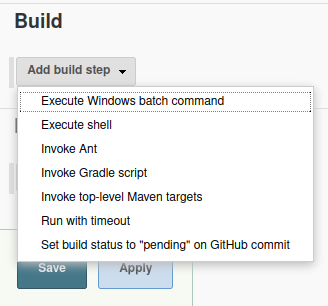 Build
Add build step
Execute Windows batch command
Execute shell
Invoke Ant
Invoke Gradle script
Invoke top-level Maven targets
Run with timeout
Set build status to "pending" on GitHub commit
Save
Apply